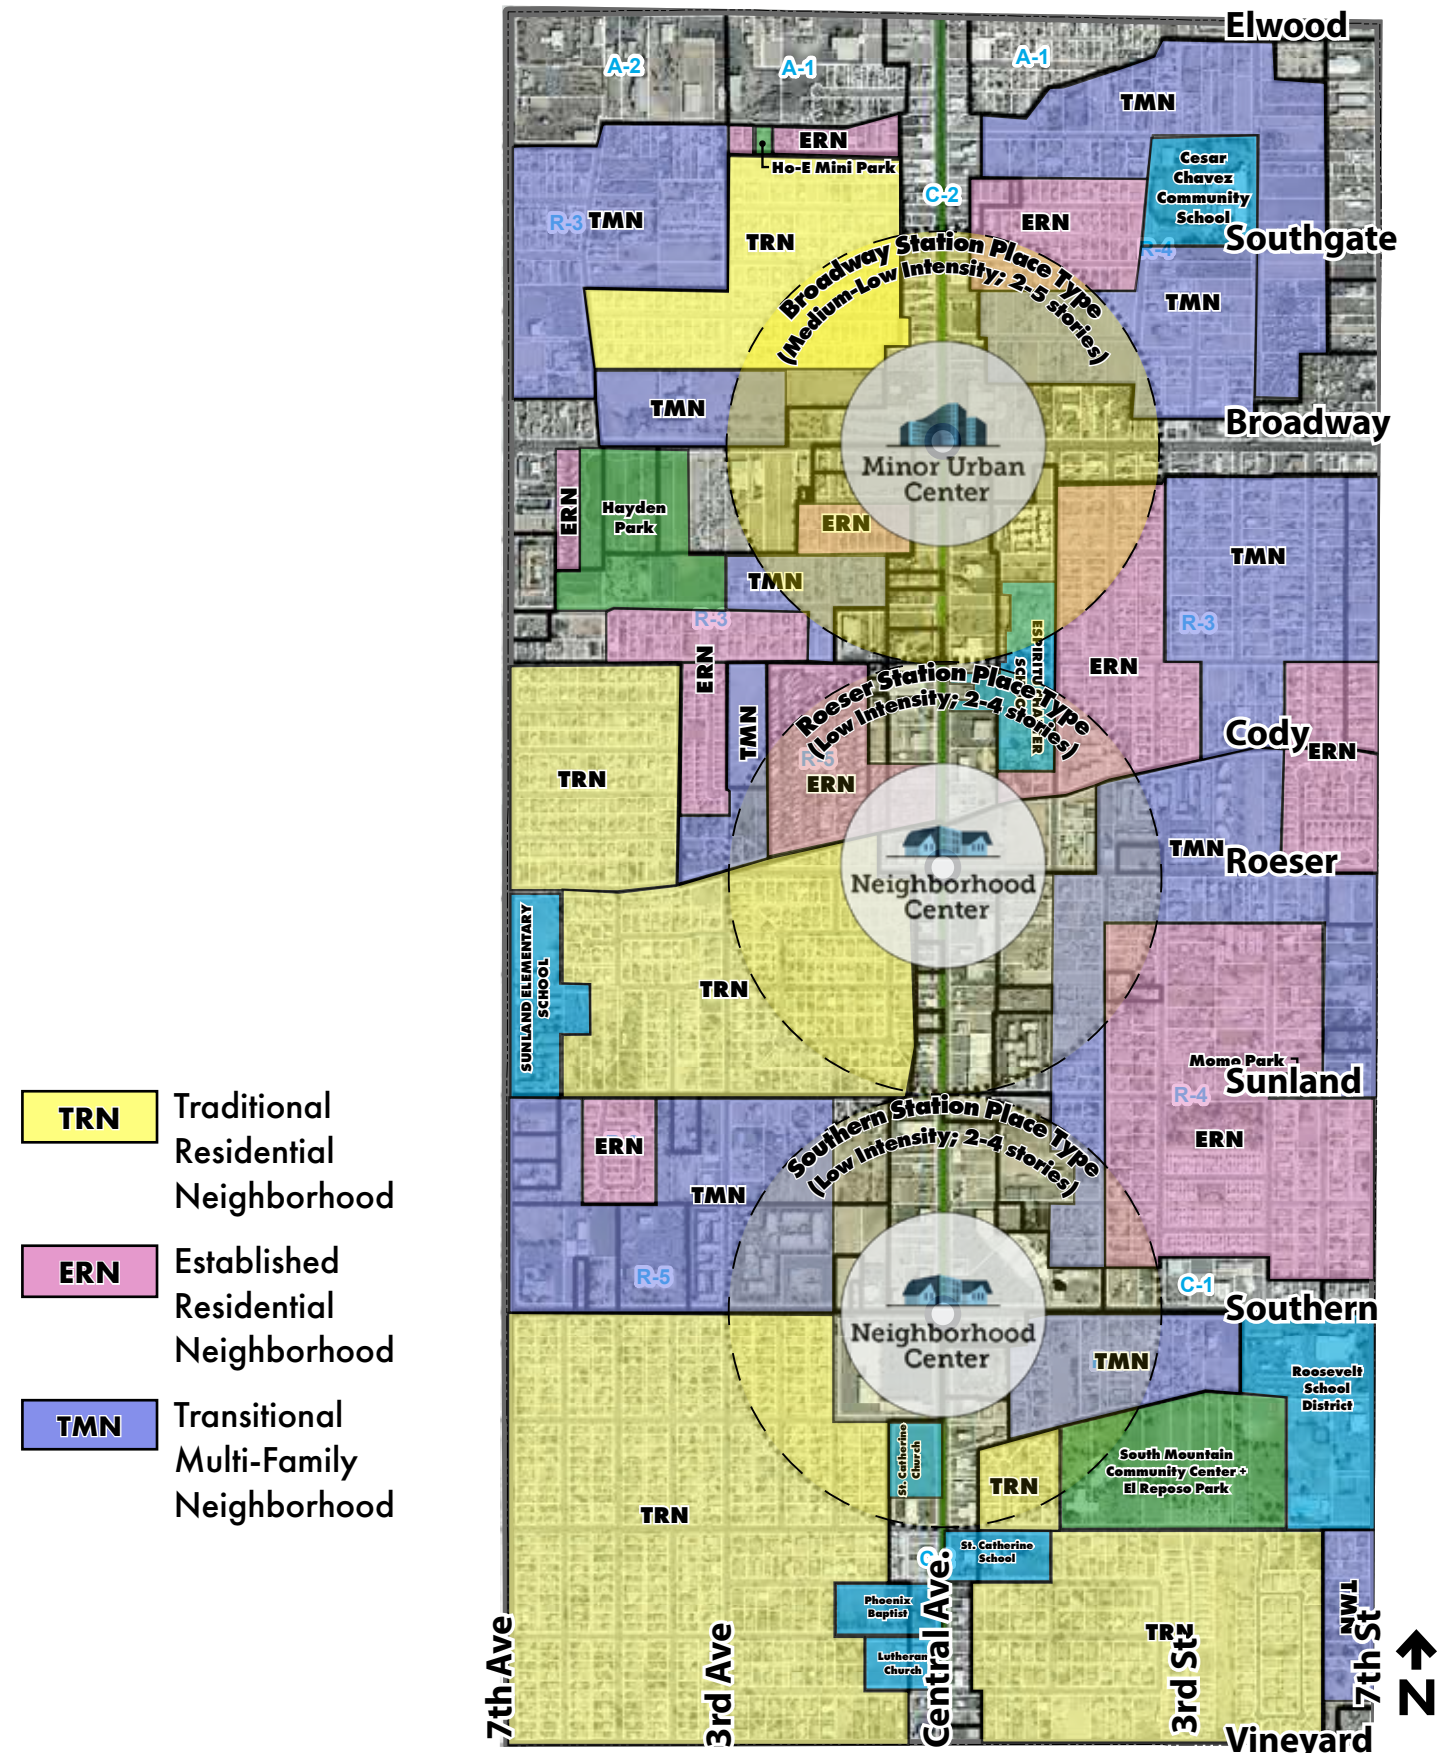 Elwood
A-2
A-1
A-1
TMN
ERN
Ho-E Mini Park
Cesar
Chavez
Community
School
C-2
R-3
TMN
ERN
TRN
Southgate
R-4
Broadway Station Place Type
(Medium-Low Intensity; 2-5 stories)
TMN
TMN
Broadway
Minor Urban
Center
ERN
Hayden
Park
ERN
TMN
TMN
R-3
R-3
ERN
ERN
Roeser Station Place Type
(Low Intensity; 2-4 stories)
TMN
Cody
ERN
R-5
TRN
ERN
TMN
Roeser
Neighborhood
Center
SUNLAND ELEMENTARY
SCHOOL
TRN
Momo Park
Sunland
R-4
Southern Station Place Type
(Low Intensity; 2-4 stories)
ERN
ERN
TMN
R-5
C-1
Southern
Neighborhood
Center
TMN
Roosevelt
School
District
St. Catherine
Church
South Mountain
Community Center +
El Reposo Park
TRN
TRN
St. Catherine
School
Phoenix
Baptist
Lutheran
Church
TRN
TMN
7th Ave
3rd Ave
Central Ave.
3rd St
7th St
Vineyard
N
TRN
Traditional
Residential
Neighborhood
ERN
Established
Residential
Neighborhood
TMN
Transitional
Multi-Family
Neighborhood